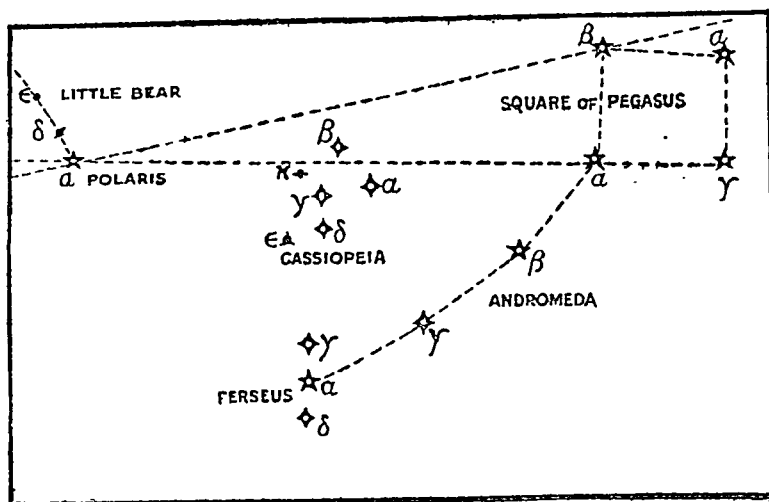 β α
ε LITTLE BEAR
SQUARE OF PEGASUS
δ β
α POLARIS κ α γ
γ α
ε δ
CASSIOPEIA β
ANDROMEDA
γ γ
PERSEUS α
δ